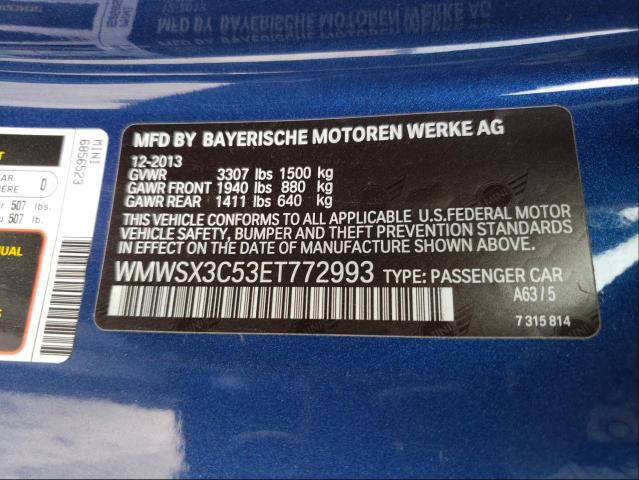 MFD BY BAYERISCHE MOTOREN WERKE AG
12-2013
GVWR 3307 lbs 1500 kg
GAWR FRONT 1940 lbs 880 kg
GAWR REAR 1411 lbs 640 kg
THIS VEHICLE CONFORMS TO ALL APPLICABLE U.S.FEDERAL MOTOR
VEHICLE SAFETY, BUMPER AND THEFT PREVENTION STANDARDS
IN EFFECT ON THE DATE OF MANUFACTURE SHOWN ABOVE.
WMWSX3C53ET772993 TYPE: PASSENGER CAR
A63/5
7 315 814
MINI
6856523
0
507 lbs.
507 lb.